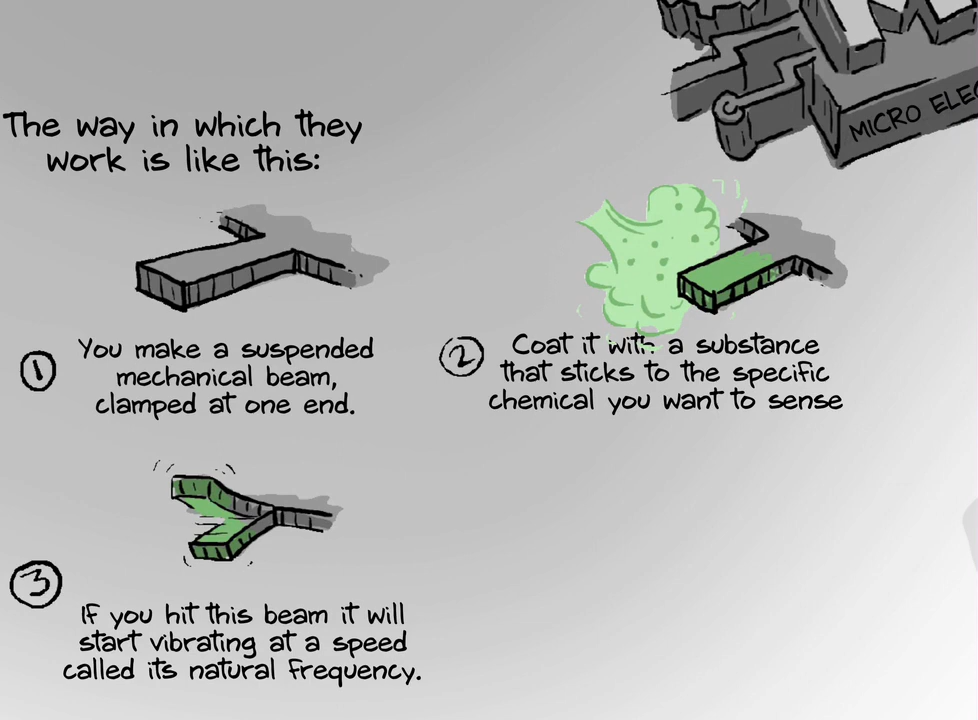 MICRO ELEC
The way in which they
work is like this:
1
You make a suspended
mechanical beam,
clamped at one end.
2
Coat it with a substance
that sticks to the specific
chemical you want to sense
3
If you hit this beam it will
start vibrating at a speed
called its natural frequency.